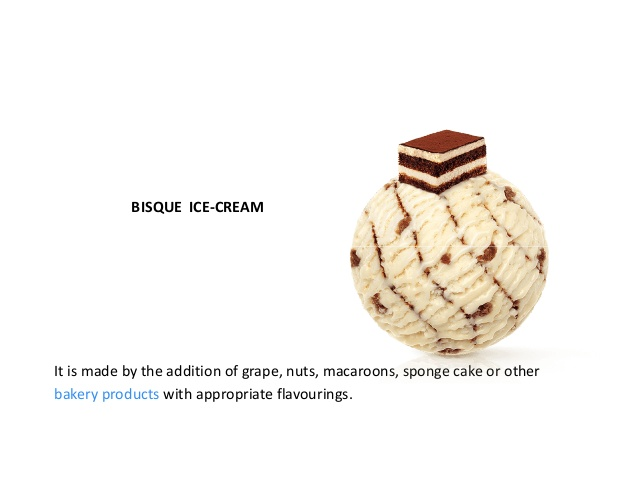 BISQUE ICE-CREAM
It is made by the addition of grape, nuts, macaroons, sponge cake or other
bakery products with appropriate flavourings.